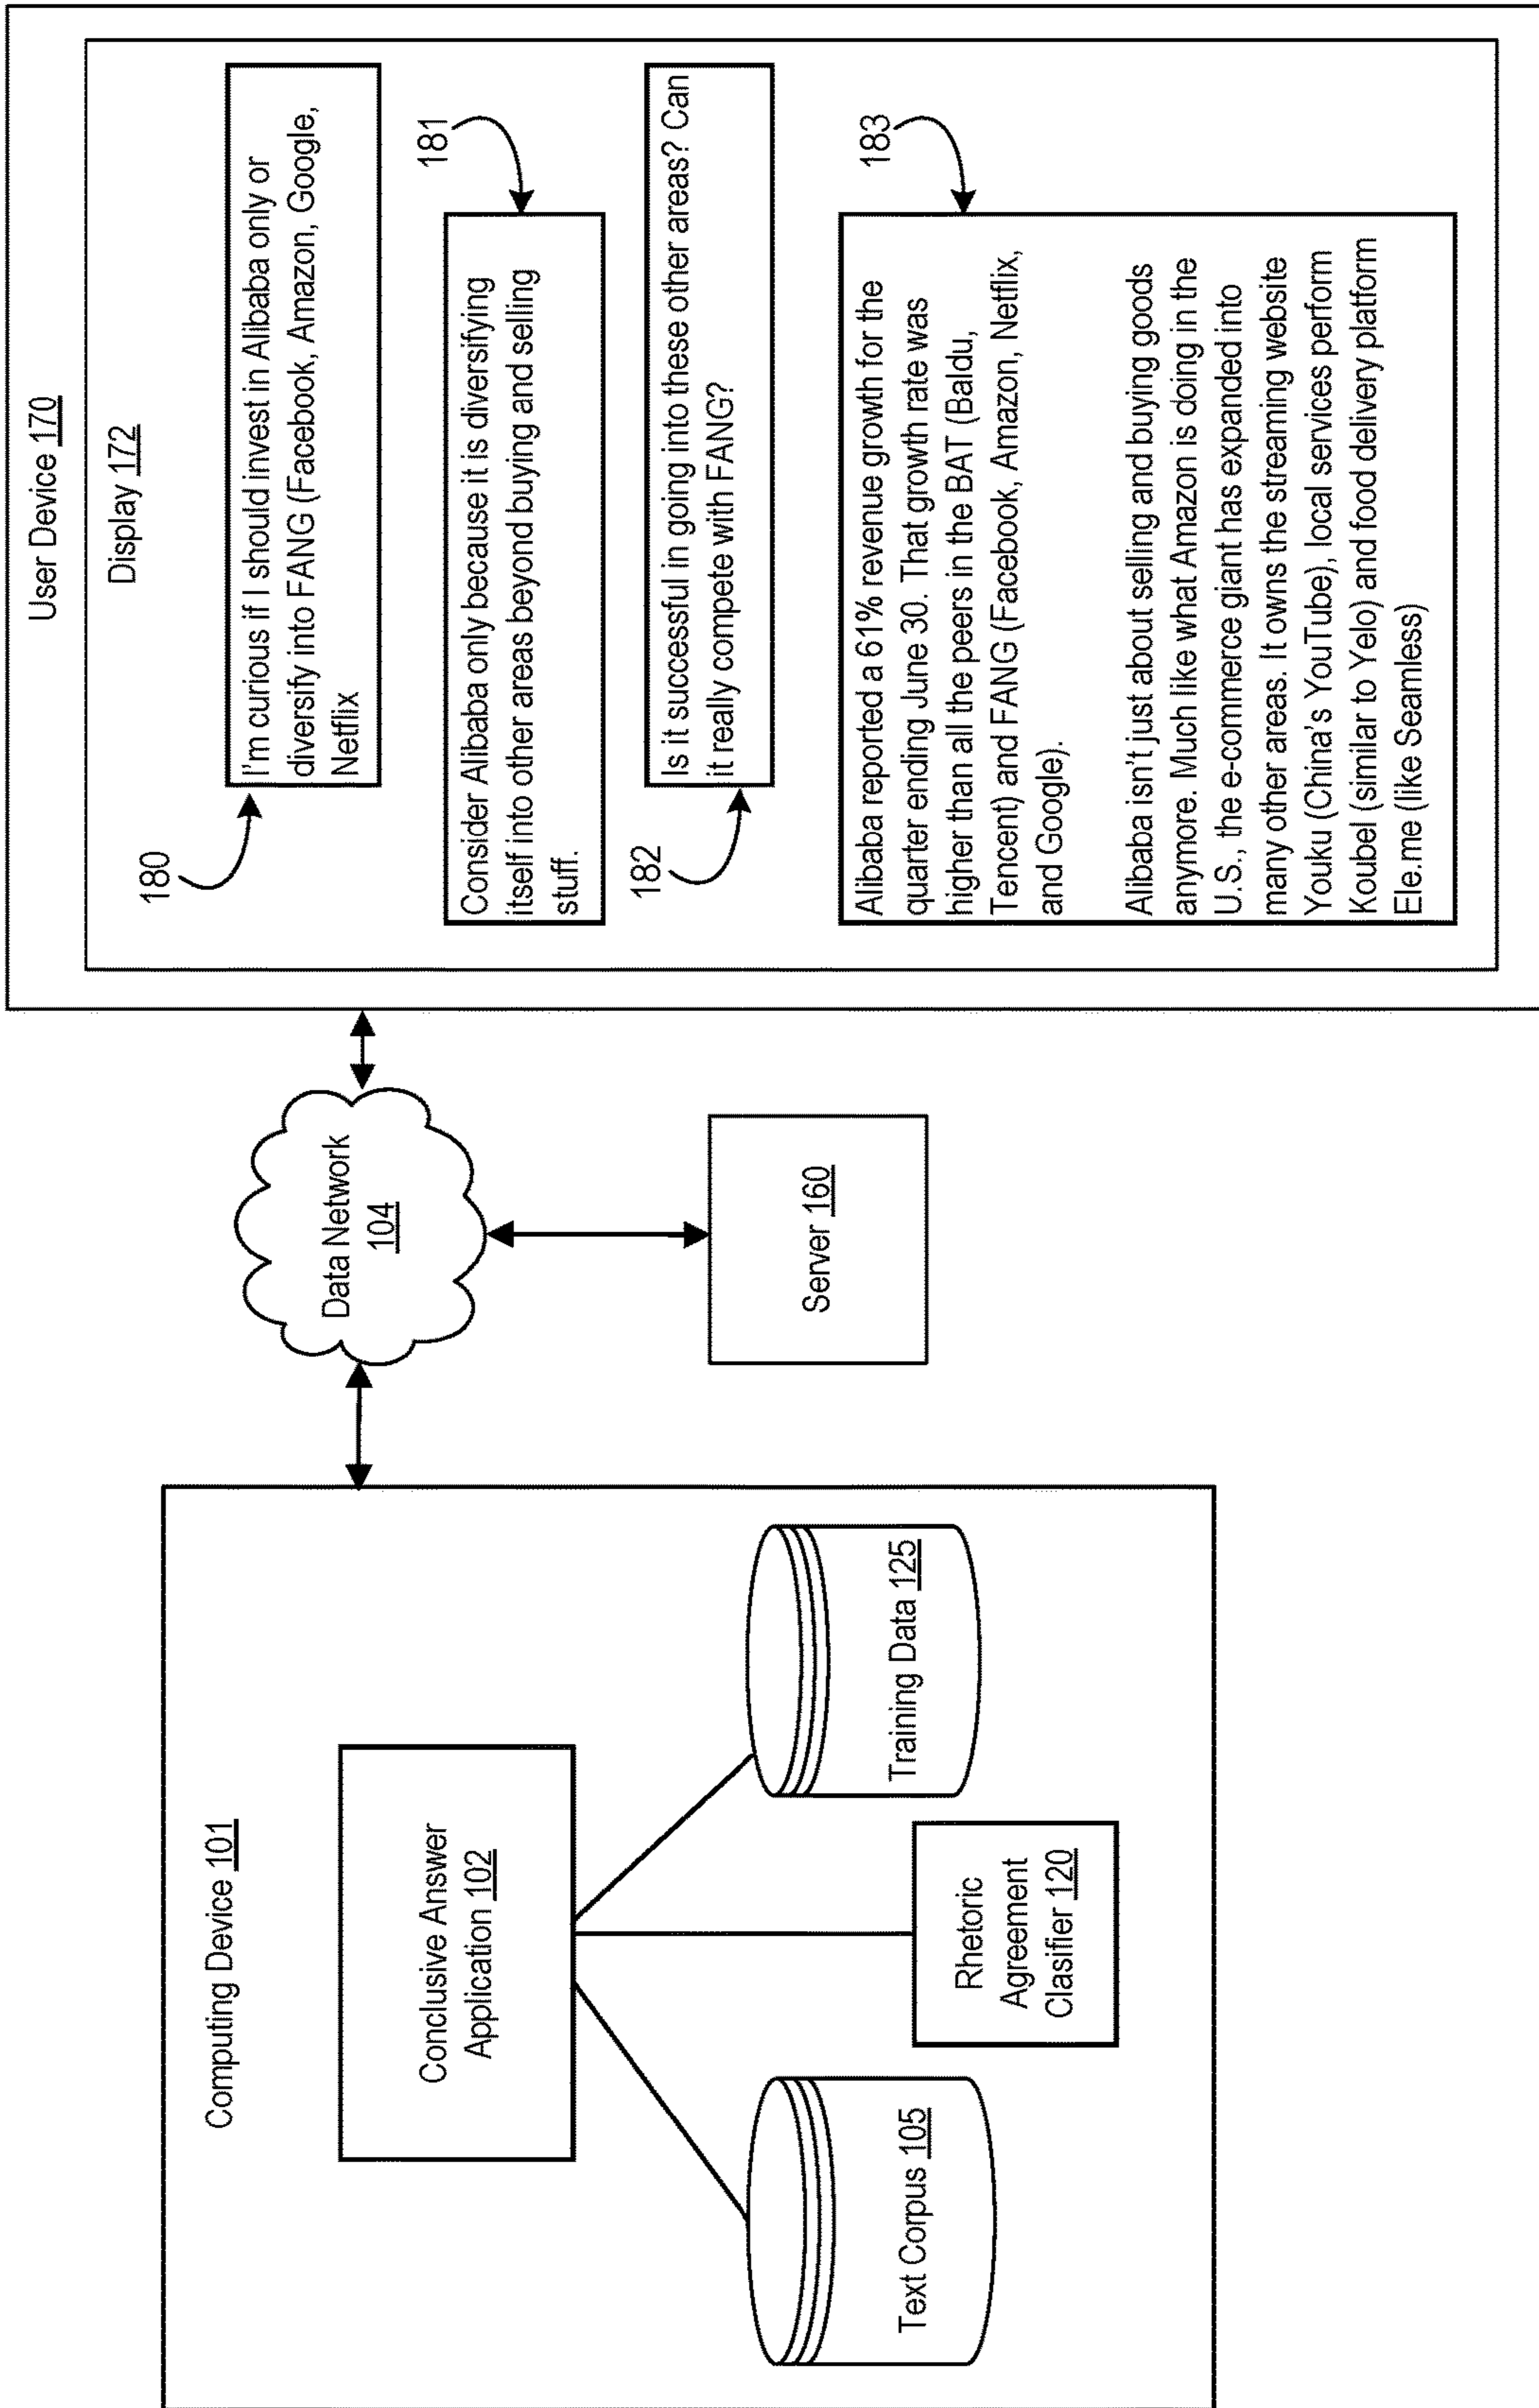 Computing Device 101
Conclusive Answer
Application 102
Text Corpus 105
Rhetoric
Agreement
Clasifier 120
Training Data 125
Data Network
104
Server 160
User Device 170
Display 172
180
I'm curious if I should invest in Alibaba only or
diversify into FANG (Facebook, Amazon, Google,
Netflix
181
Consider Alibaba only because it is diversifying
itself into other areas beyond buying and selling
stuff.
182
Is it successful in going into these other areas? Can
it really compete with FANG?
183
Alibaba reported a 61% revenue growth for the
quarter ending June 30. That growth rate was
higher than all the peers in the BAT (Baldu,
Tencent) and FANG (Facebook, Amazon, Netflix,
and Google).
Alibaba isn't just about selling and buying goods
anymore. Much like what Amazon is doing in the
U.S., the e-commerce giant has expanded into
many other areas. It owns the streaming website
Youku (China's YouTube), local services perform
Koubel (similar to Yelo) and food delivery platform
Ele.me (like Seamless)